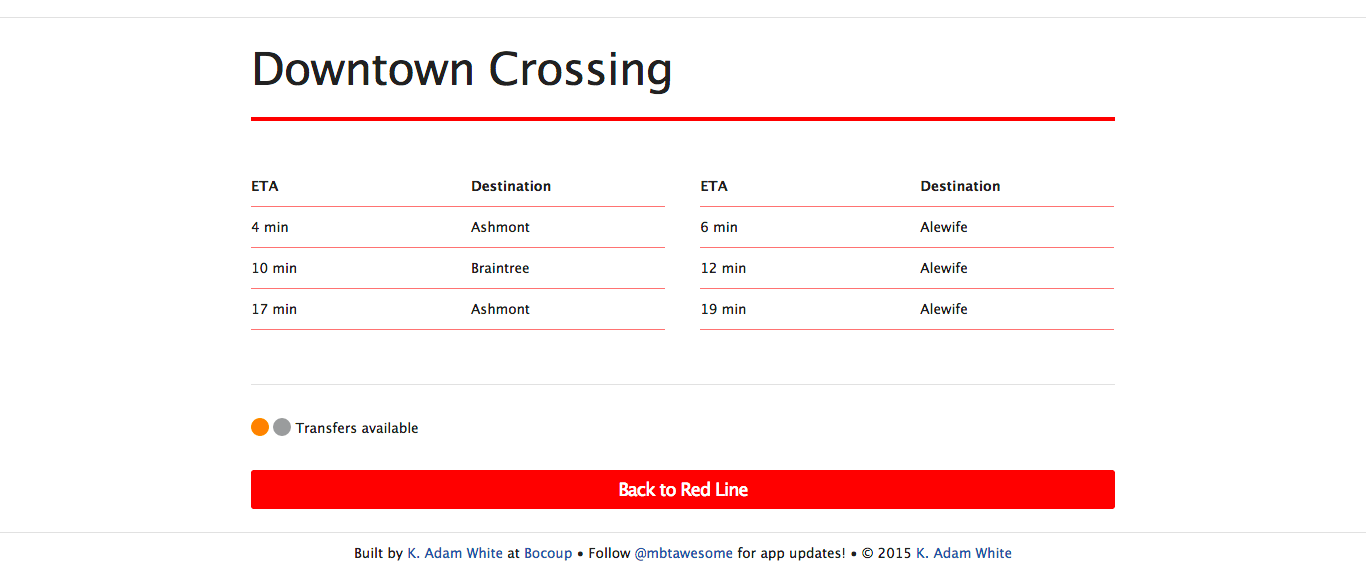 Downtown Crossing
ETA Destination ETA Destination
4 min Ashmont 6 min Alewife
10 min Braintree 12 min Alewife
17 min Ashmont 19 min Alewife
Transfers available
Back to Red Line
Built by K. Adam White at Bocoup • Follow @mbtawesome for app updates! • © 2015 K. Adam White